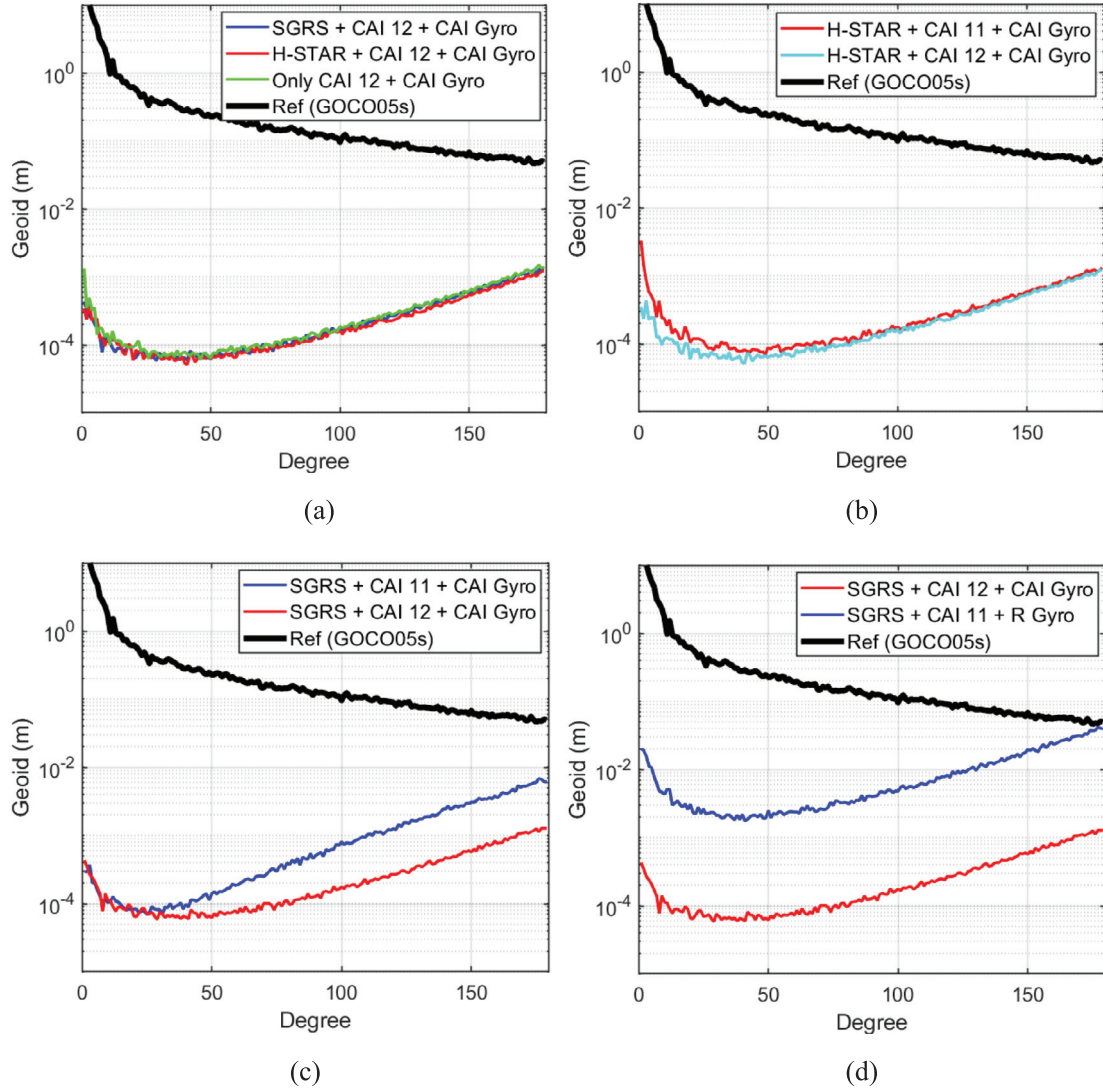 SGRS + CAI 12 + CAI Gyro
H-STAR + CAI 12 + CAI Gyro
Only CAI 12 + CAI Gyro
Ref (GOCO05s)
10^0
10^-2
10^-4
Geoid (m)
0 50 100 150
Degree
(a)
H-STAR + CAI 11 + CAI Gyro
H-STAR + CAI 12 + CAI Gyro
Ref (GOCO05s)
10^0
10^-2
10^-4
Geoid (m)
0 50 100 150
Degree
(b)
SGRS + CAI 11 + CAI Gyro
SGRS + CAI 12 + CAI Gyro
Ref (GOCO05s)
10^0
10^-2
10^-4
Geoid (m)
0 50 100 150
Degree
(c)
SGRS + CAI 12 + CAI Gyro
SGRS + CAI 11 + R Gyro
Ref (GOCO05s)
10^0
10^-2
10^-4
Geoid (m)
0 50 100 150
Degree
(d)